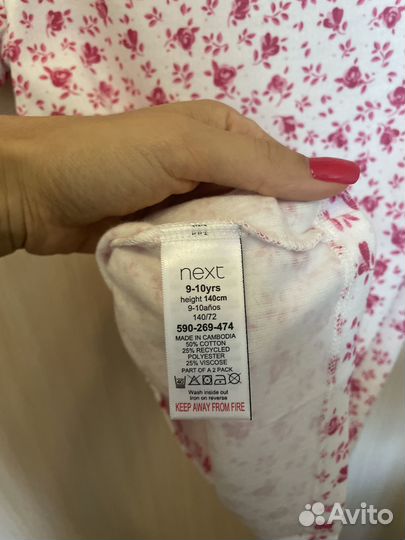 next
9-10yrs
height 140cm
9-10años
140/72
590-269-474
MADE IN CAMBODIA
50% COTTON
25% RECYCLED
POLYESTER
25% VISCOSE
PART OF A 2 PACK
Wash inside out
Iron on reverse
KEEP AWAY FROM FIRE
Avito